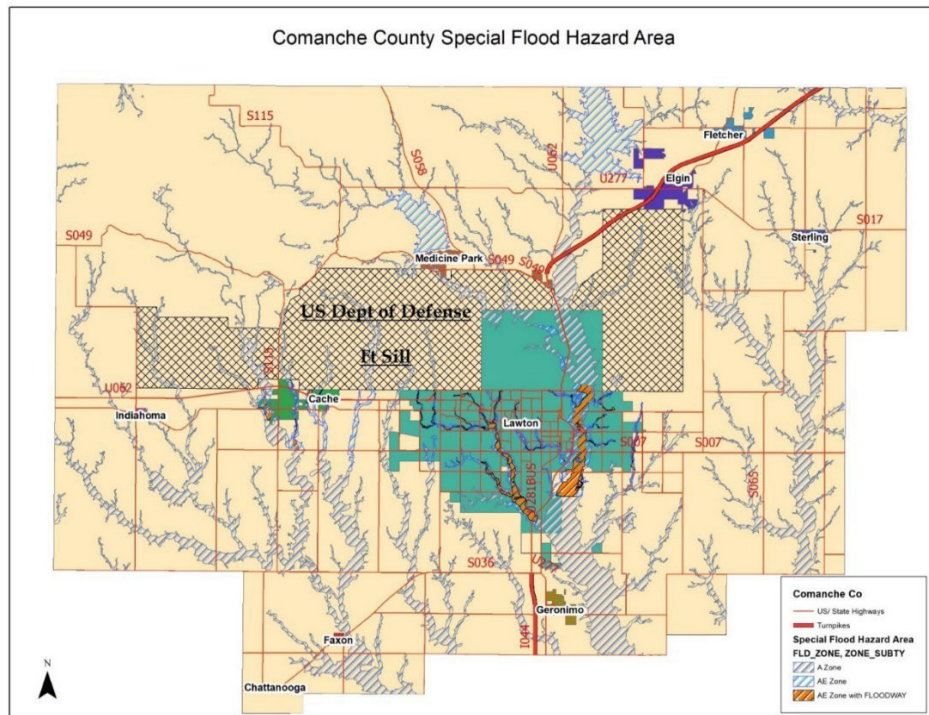 Comanche County Special Flood Hazard Area
S115
S058
U062
Fletcher
U277
Elgin
S017
S049
Sterling
Medicine Park
S049
S049
US Dept of Defense
Ft Sill
S115
U062
Cache
Indiahoma
Lawton
S007
S007
U281BUS
S065
S036
Geronimo
I044
Faxon
Chattanooga
N
Comanche Co
US/ State Highways
Turnpikes
Special Flood Hazard Area
FLD_ZONE, ZONE_SUBTY
A Zone
AE Zone
AE Zone with FLOODWAY